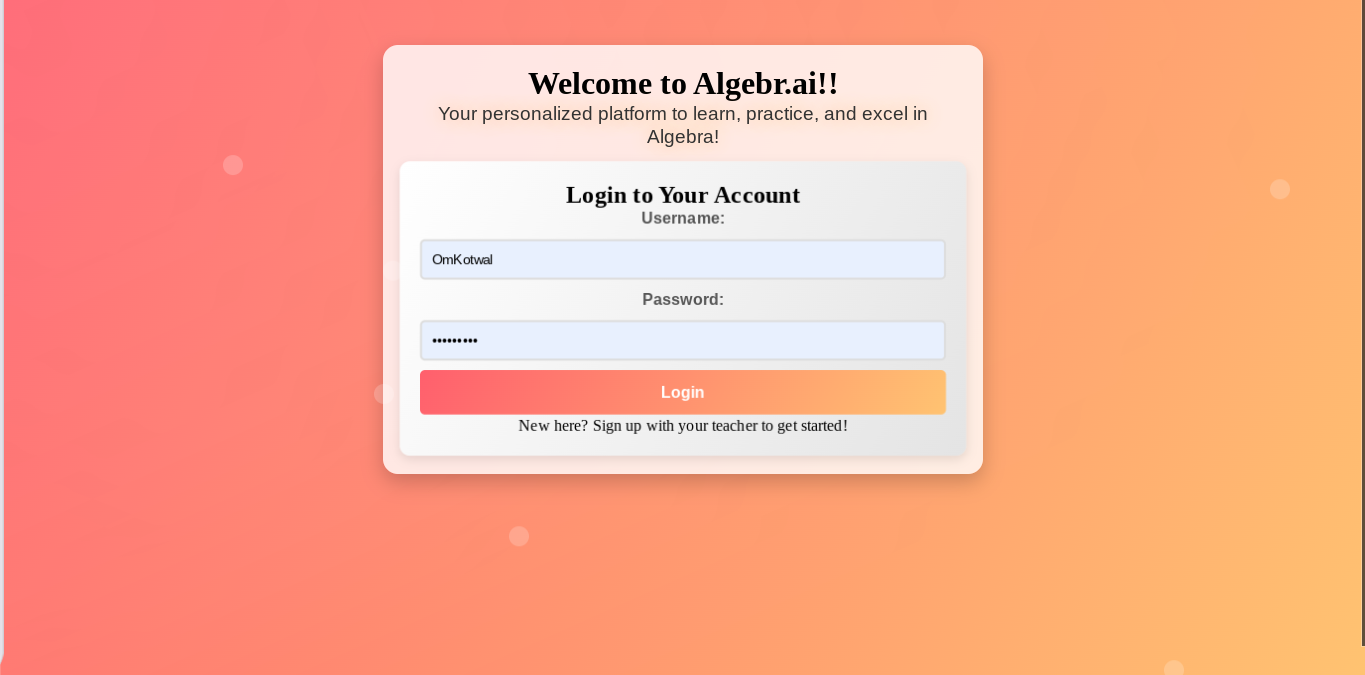 Welcome to Algebr.ai!!
Your personalized platform to learn, practice, and excel in
Algebra!
Login to Your Account
Username:
OmKotwal
Password:
•••••••••
Login
New here? Sign up with your teacher to get started!